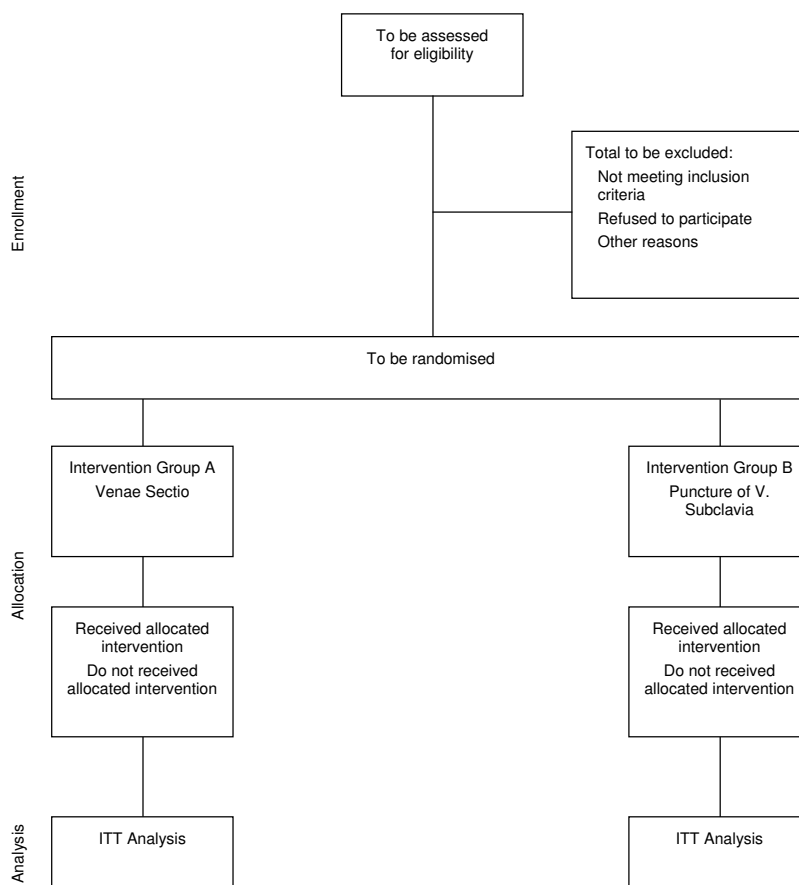 To be assessed
for eligibility
Enrollment
Total to be excluded:
Not meeting inclusion
criteria
Refused to participate
Other reasons
To be randomised
Allocation
Intervention Group A
Venae Sectio
Intervention Group B
Puncture of V.
Subclavia
Received allocated
intervention
Do not received
allocated intervention
Received allocated
intervention
Do not received
allocated intervention
Analysis
ITT Analysis
ITT Analysis